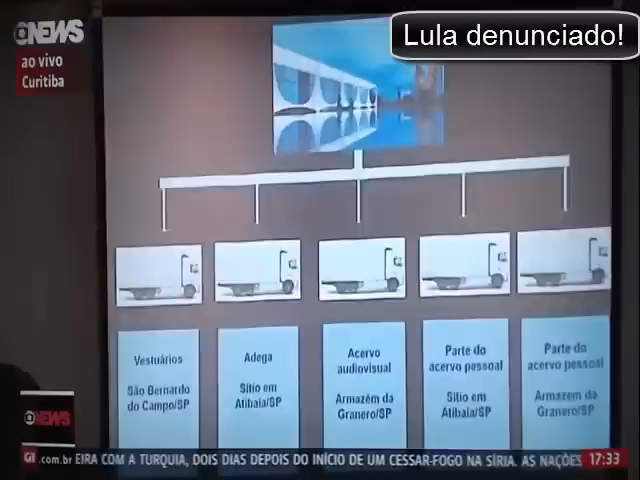 GNEWS
Lula denunciado!
ao vivo
Curitiba
Vestuários
São Bernardo
do Campo/SP
Adega
Sítio em
Atibaia/SP
Acervo
audiovisual
Armazém da
Granero/SP
Parte do
acervo pessoal
Sítio em
Atibaia/SP
Parte do
acervo pessoal
Armazém da
Granero/SP
GNEWS
G1.com.br EIRA COM A TURQUIA, DOIS DIAS DEPOIS DO INÍCIO DE UM CESSAR-FOGO NA SÍRIA. AS NAÇÕES 17:33